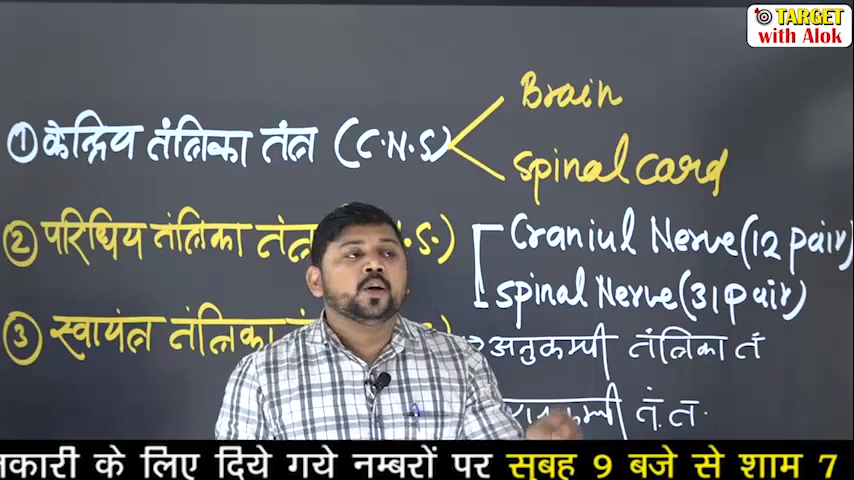 TARGET
with Alok
① केन्द्रिय तंत्रिका तंत्र (C.N.S) Brain
Spinal card
② परिधिय तंत्रिका तंत्र .S.) Craniul Nerve (12 pair)
Spinal Nerve (31 pair)
③ स्वायंत्र तंत्रिका
अनुकम्पी तंत्रिका तं
तं. त.
के लिए दिये गये नम्बरों पर सुबह 9 बजे से शाम 7